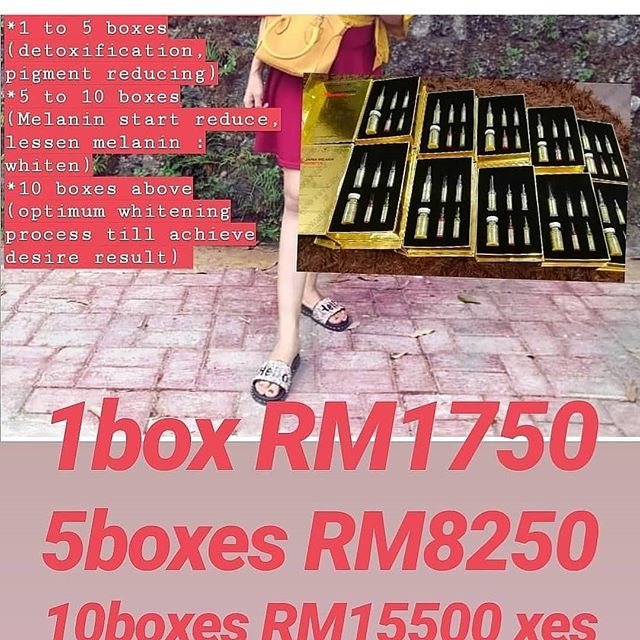 *1 to 5 boxes
(detoxification,
pigment reducing)
*5 to 10 boxes
(Melanin start reduce,
lessen melanin :
whiten)
*10 boxes above
(optimum whitening
process till achieve
desire result)
1box RM1750
5boxes RM8250
10boxes RM15500 xes